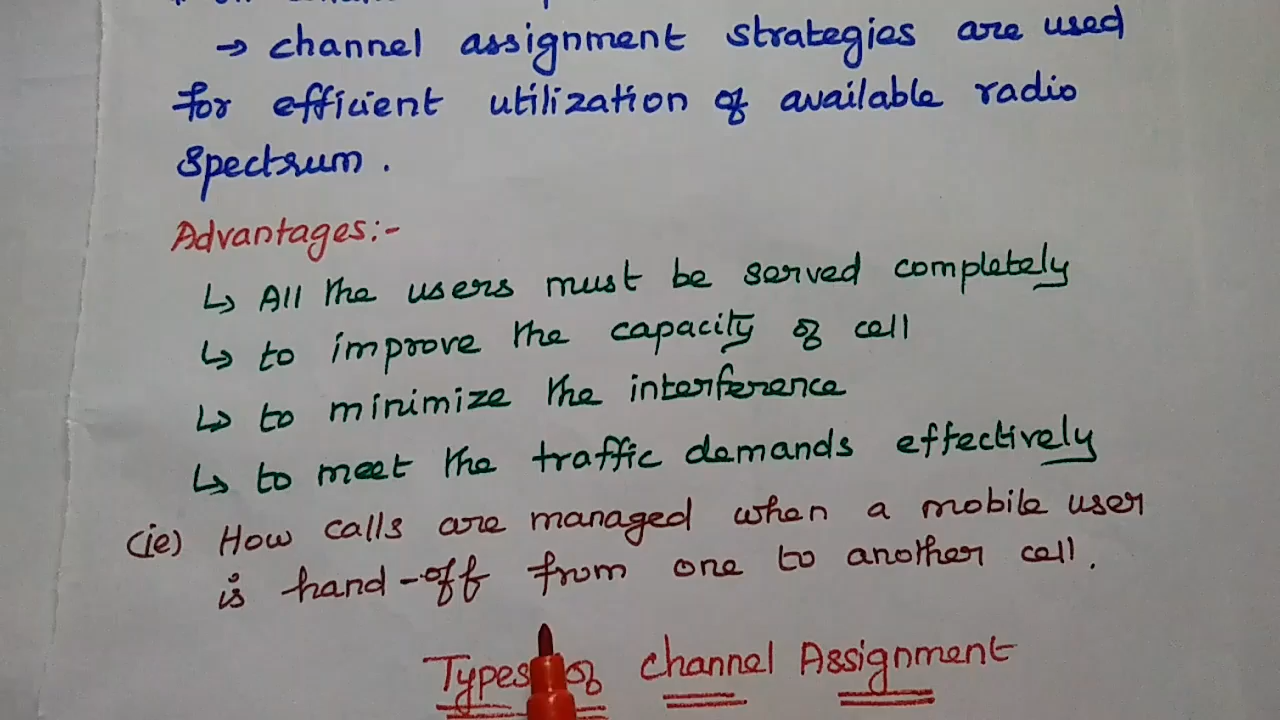 → channel assignment strategies are used
for efficient utilization of available radio
spectrum.
Advantages:-
↳ All the users must be served completely
↳ to improve the capacity of cell
↳ to minimize the interference
↳ to meet the traffic demands effectively
(ie) How calls are managed when a mobile user
is hand-off from one to another cell.
Types of channel Assignment